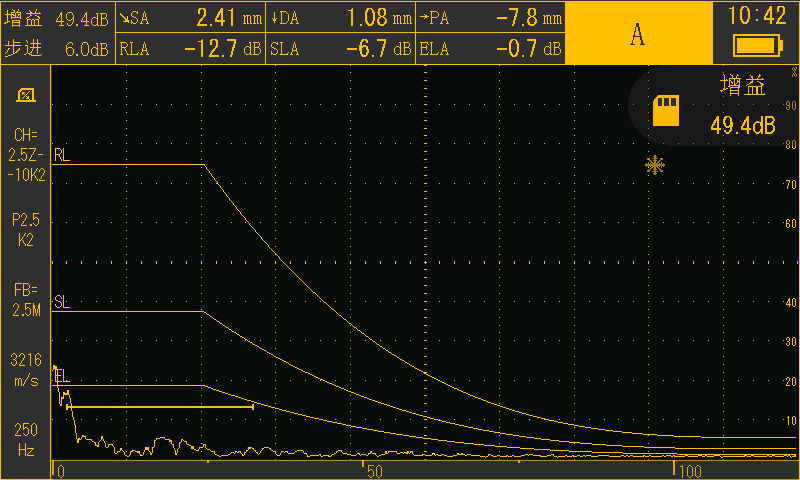 增益 49.4dB ↘SA 2.41 mm ↓DA 1.08 mm →PA -7.8 mm A 10:42
步进 6.0dB RLA -12.7 dB SLA -6.7 dB ELA -0.7 dB
%
增益
49.4dB
CH=
2.5Z-
-10K2
P2.5
K2
FB=
2.5M
3216
m/s
250
Hz
RL
SL
EL
90
80
70
60
40
30
20
10
0 50 100